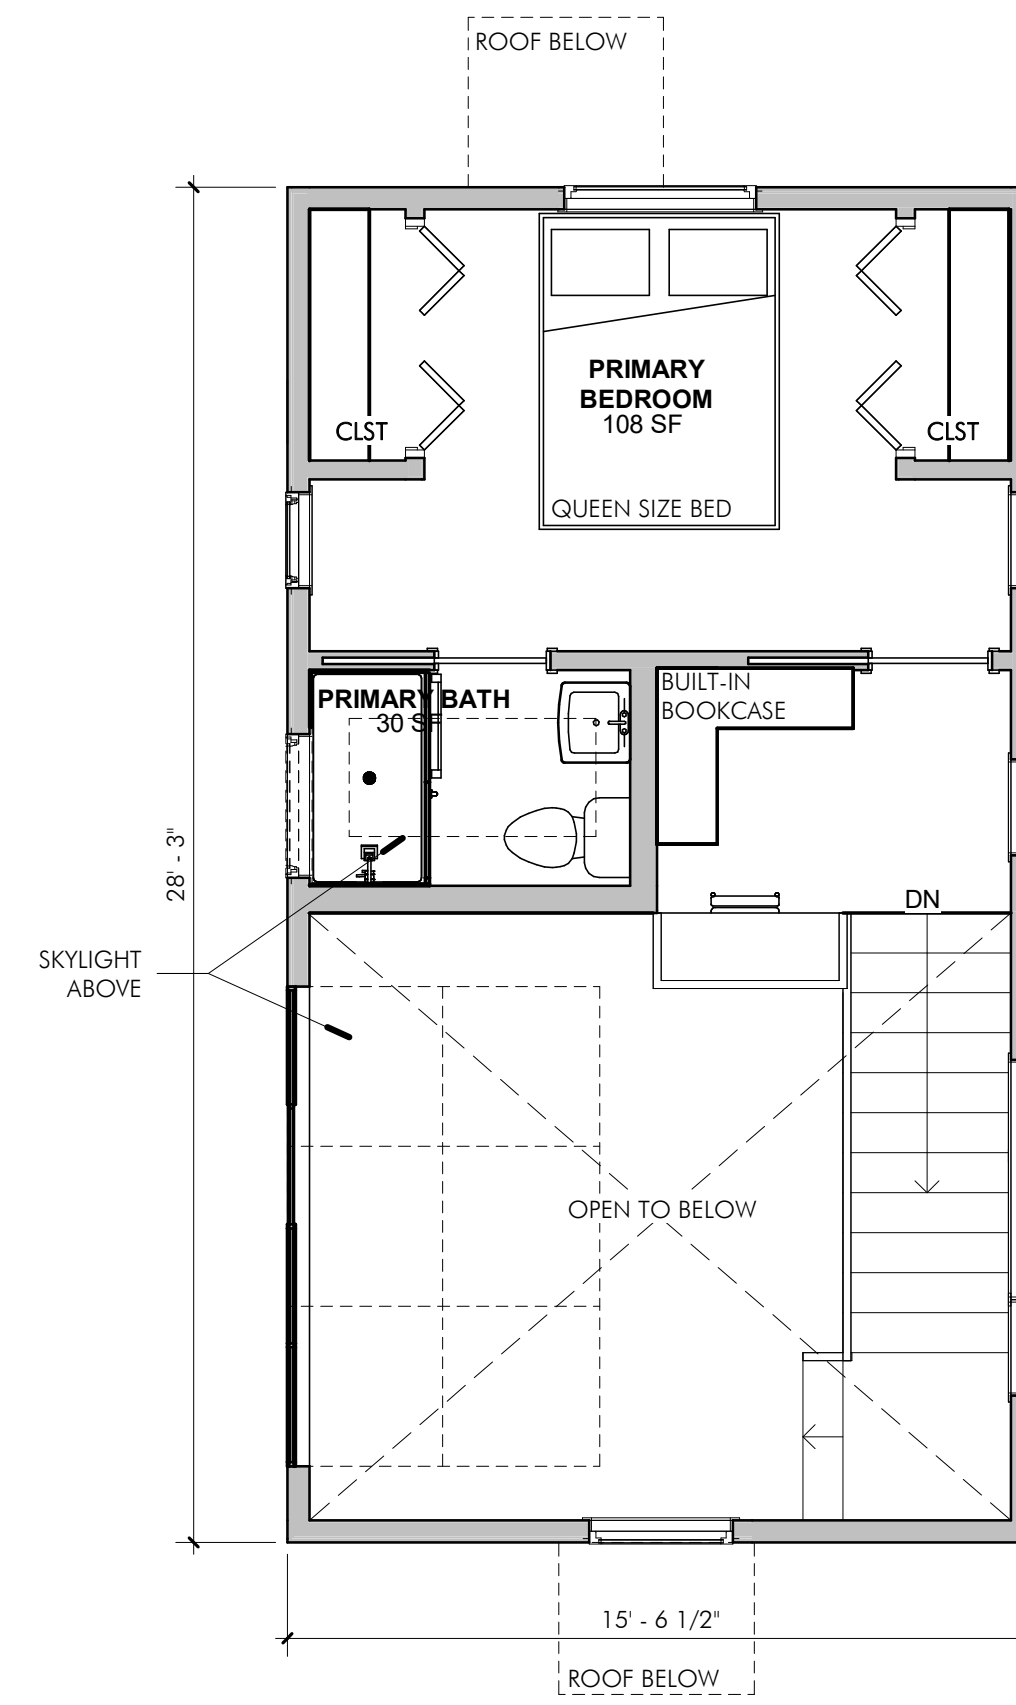 ROOF BELOW
PRIMARY
BEDROOM
108 SF
CLST
CLST
QUEEN SIZE BED
PRIMARY BATH
30 SF
BUILT-IN
BOOKCASE
28' - 3"
DN
SKYLIGHT
ABOVE
OPEN TO BELOW
15' - 6 1/2"
ROOF BELOW